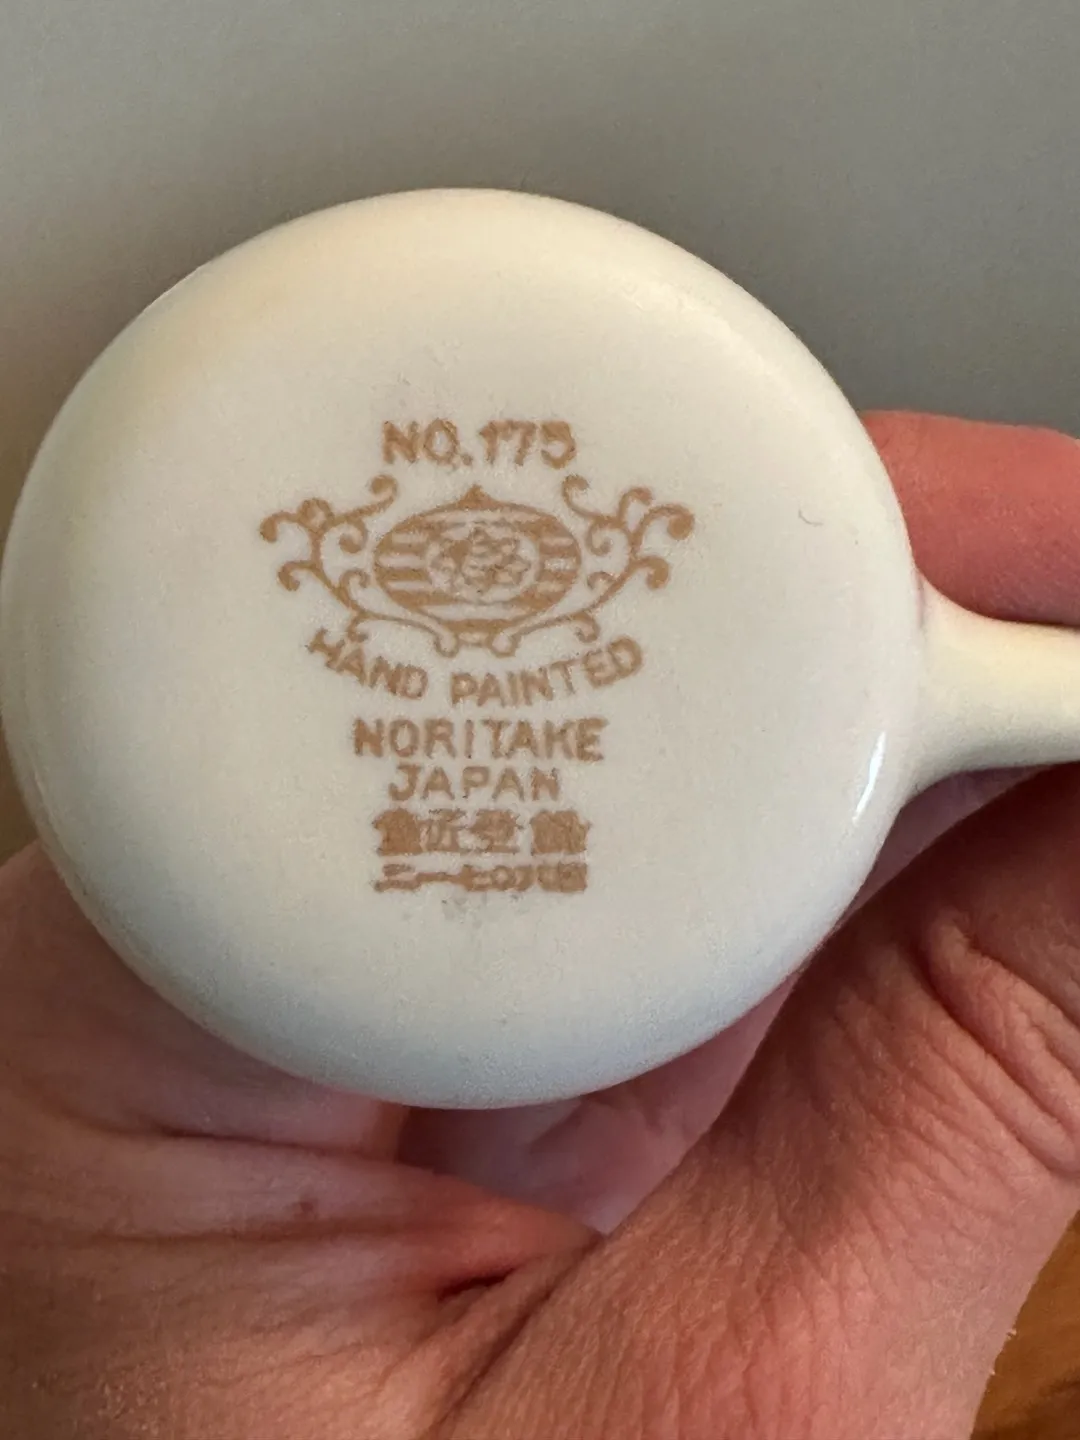 NO. 175
HAND PAINTED
NORITAKE
JAPAN
意匠登録